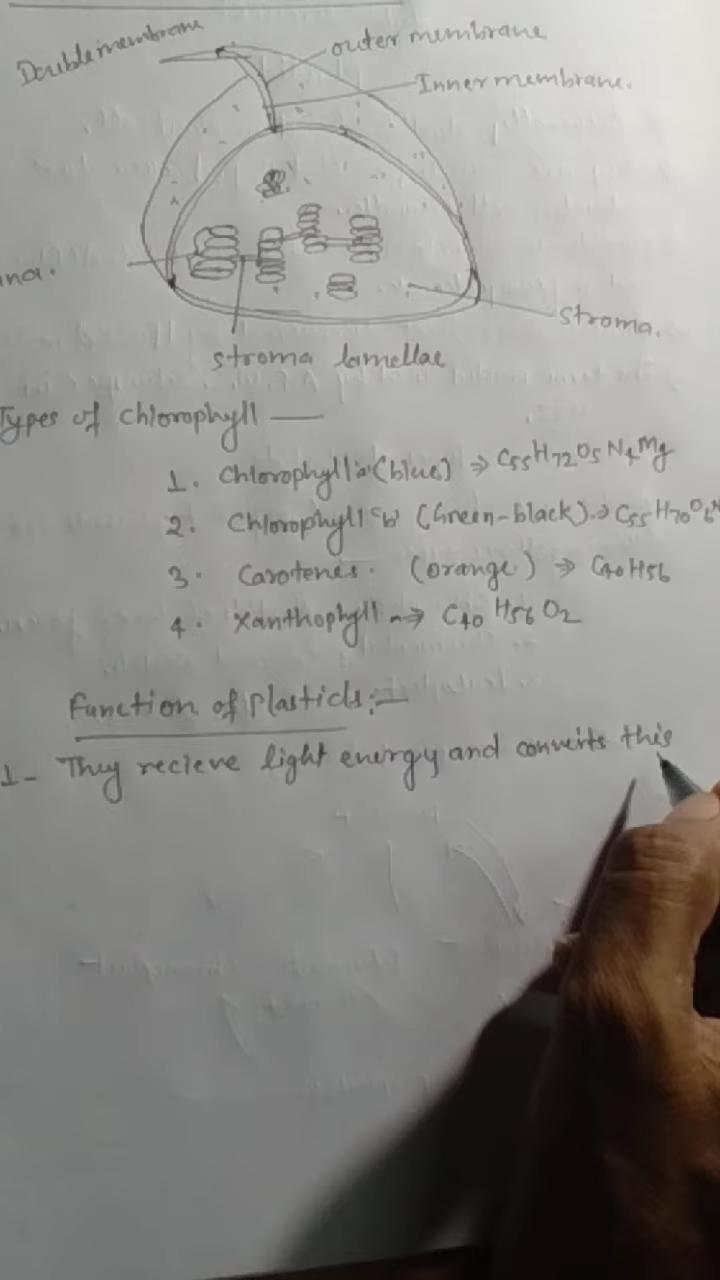 Double membrane
outer membrane
Inner membrane.
na.
stroma.
stroma lamellae
Types of chlorophyll —
1. Chlorophyll 'a' (blue) ⇒ C55H72O5N4Mg
2. Chlorophyll 'b' (Green-black) ⇒ C55H70O6N
3. Carotenes. (orange) ⇒ C40H56
4. Xanthophyll ⇒ C40H56O2
Function of plastids:—
1- They recieve light energy and converts this